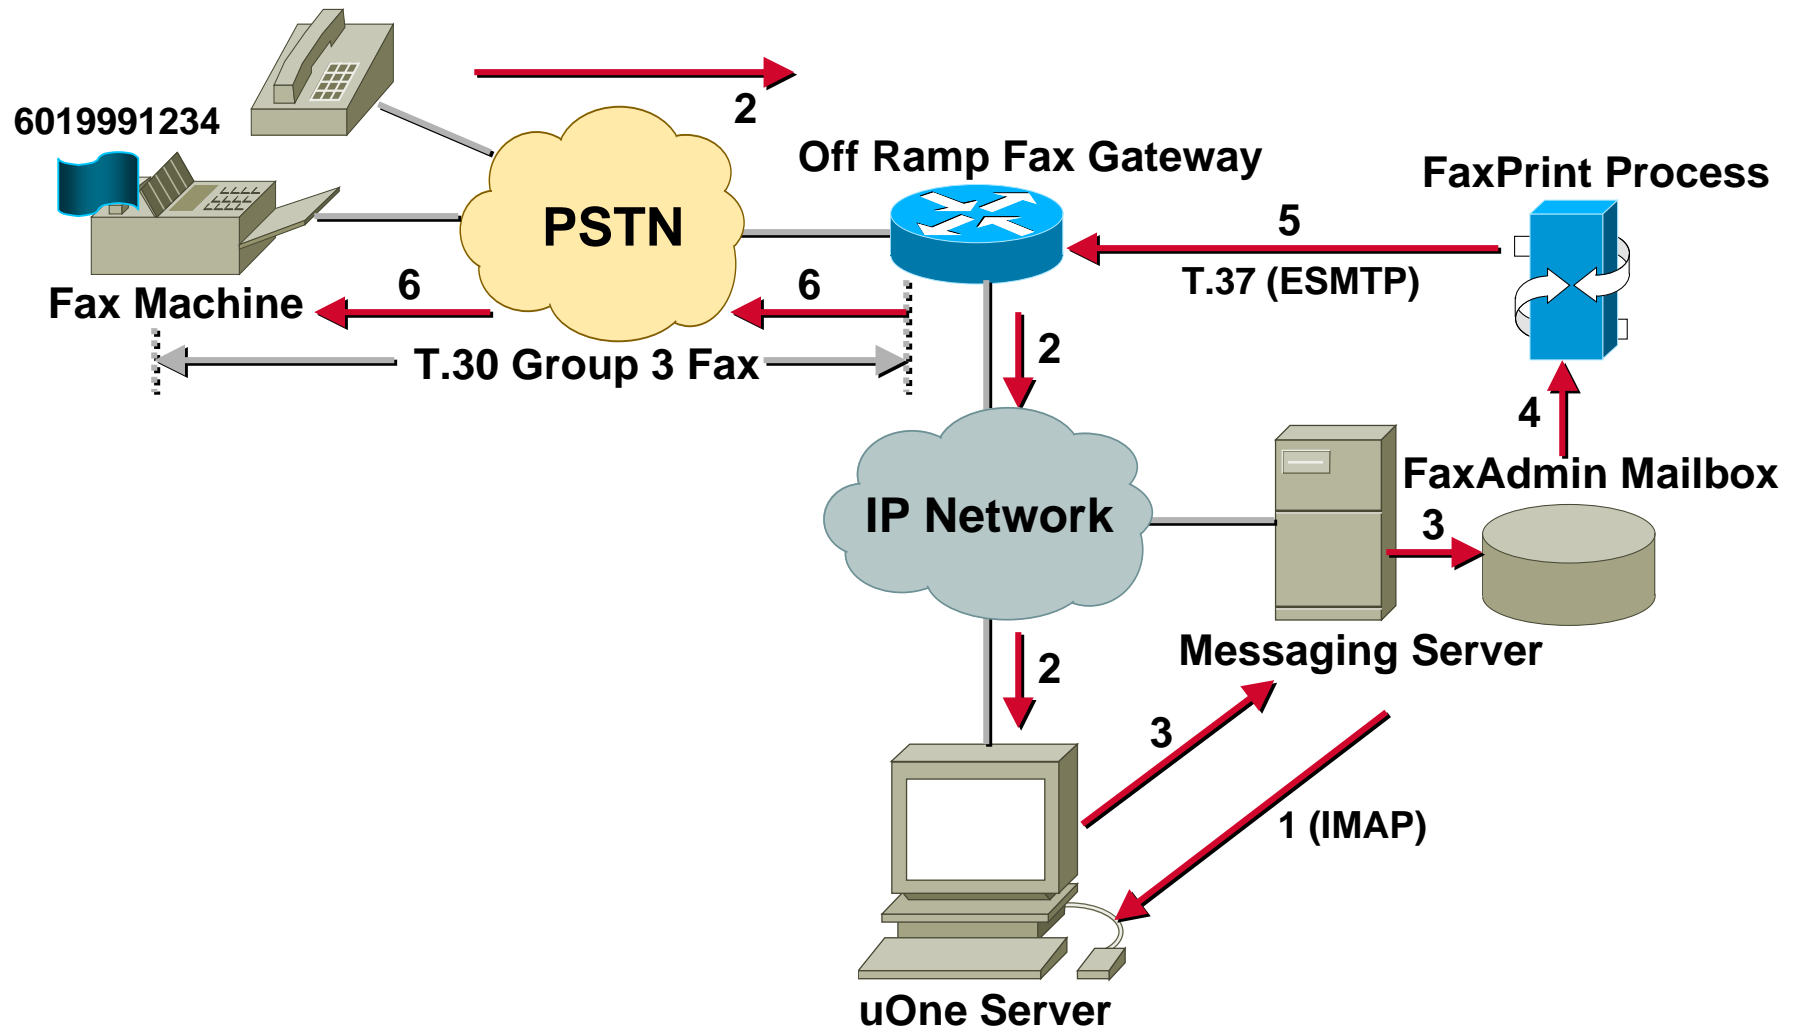 2
6019991234
Off Ramp Fax Gateway
FaxPrint Process
PSTN
5
T.37 (ESMTP)
6
6
Fax Machine
2
T.30 Group 3 Fax
4
FaxAdmin Mailbox
IP Network
3
Messaging Server
2
3
1 (IMAP)
uOne Server